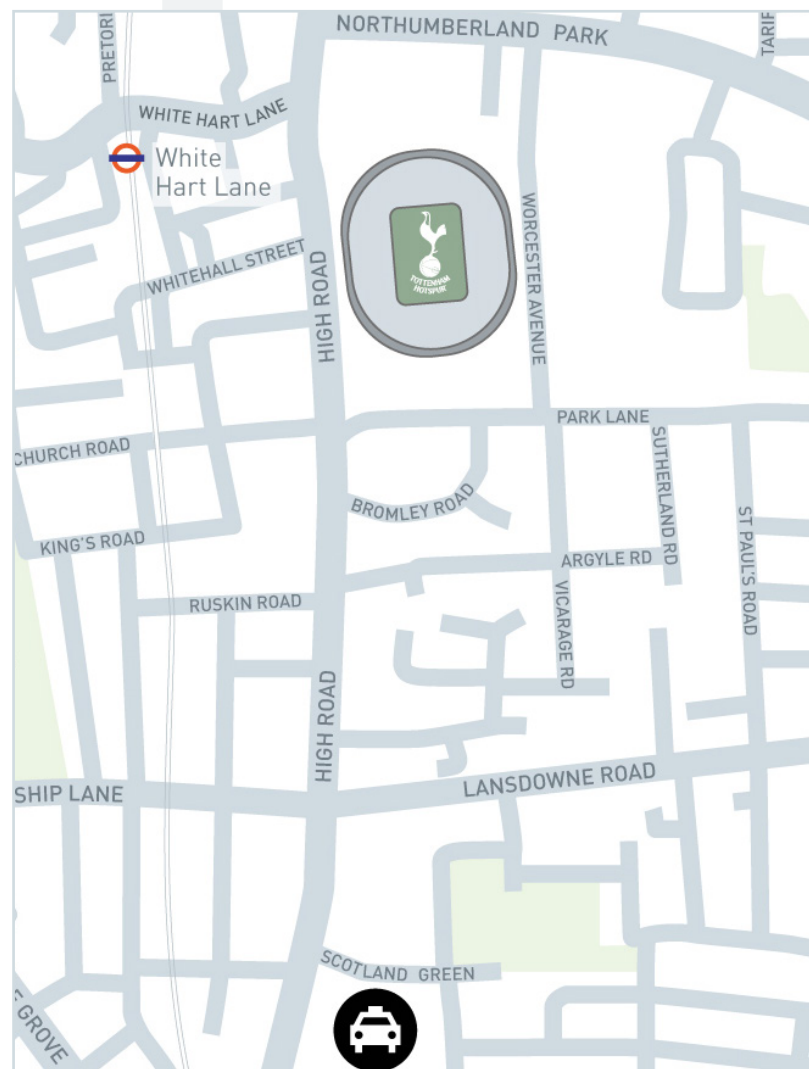 NORTHUMBERLAND PARK
PRETORI
TARIF
WHITE HART LANE
White
Hart Lane
WORCESTER AVENUE
WHITEHALL STREET
HIGH ROAD
TOTTENHAM
HOTSPUR
PARK LANE
CHURCH ROAD
SUTHERLAND RD
BROMLEY ROAD
ST PAUL'S ROAD
KING'S ROAD
ARGYLE RD
VICARAGE RD
RUSKIN ROAD
HIGH ROAD
LANSDOWNE ROAD
SHIP LANE
SCOTLAND GREEN
F GROVE